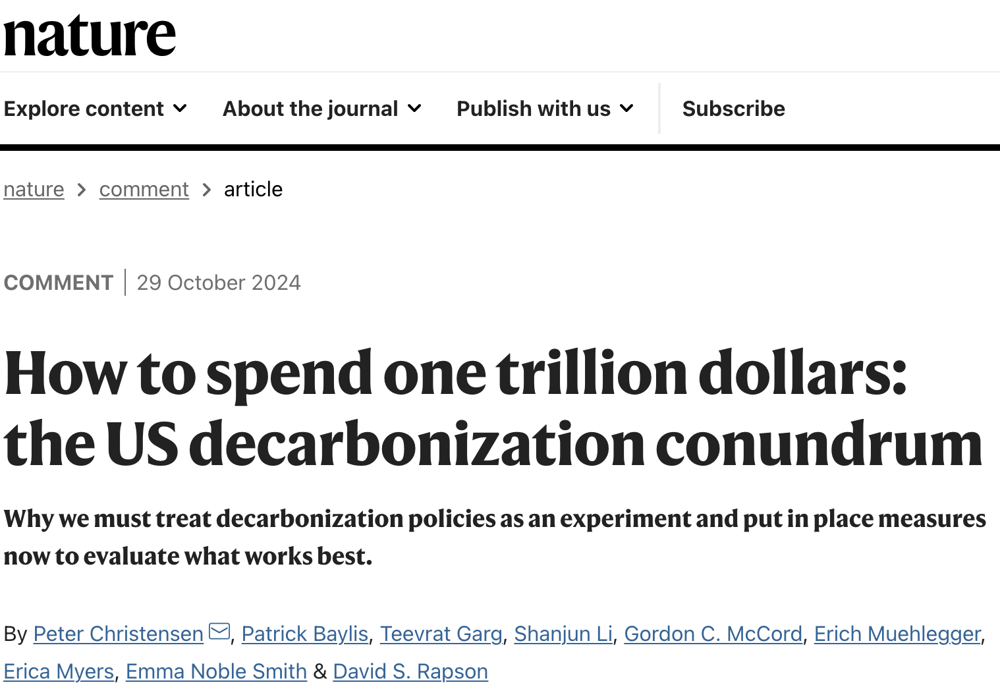 nature
Explore content About the journal Publish with us Subscribe
nature > comment > article
COMMENT | 29 October 2024
How to spend one trillion dollars:
the US decarbonization conundrum
Why we must treat decarbonization policies as an experiment and put in place measures
now to evaluate what works best.
By Peter Christensen, Patrick Baylis, Teevrat Garg, Shanjun Li, Gordon C. McCord, Erich Muehlegger,
Erica Myers, Emma Noble Smith & David S. Rapson